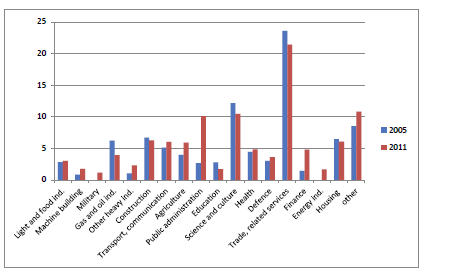 25
20
15
10
5
0
Light and food ind.
Machine building
Military
Gas and oil ind.
Other heavy ind.
Construction
Transport, communication
Agriculture
Public administration
Education
Science and culture
Health
Defence
Trade, related services
Finance
Energy ind.
Housing
other
2005
2011